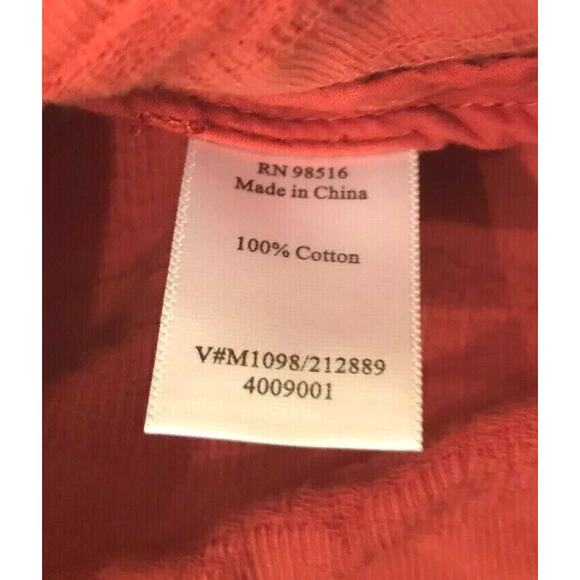 RN 98516
Made in China
100% Cotton
V#M1098/212889
4009001